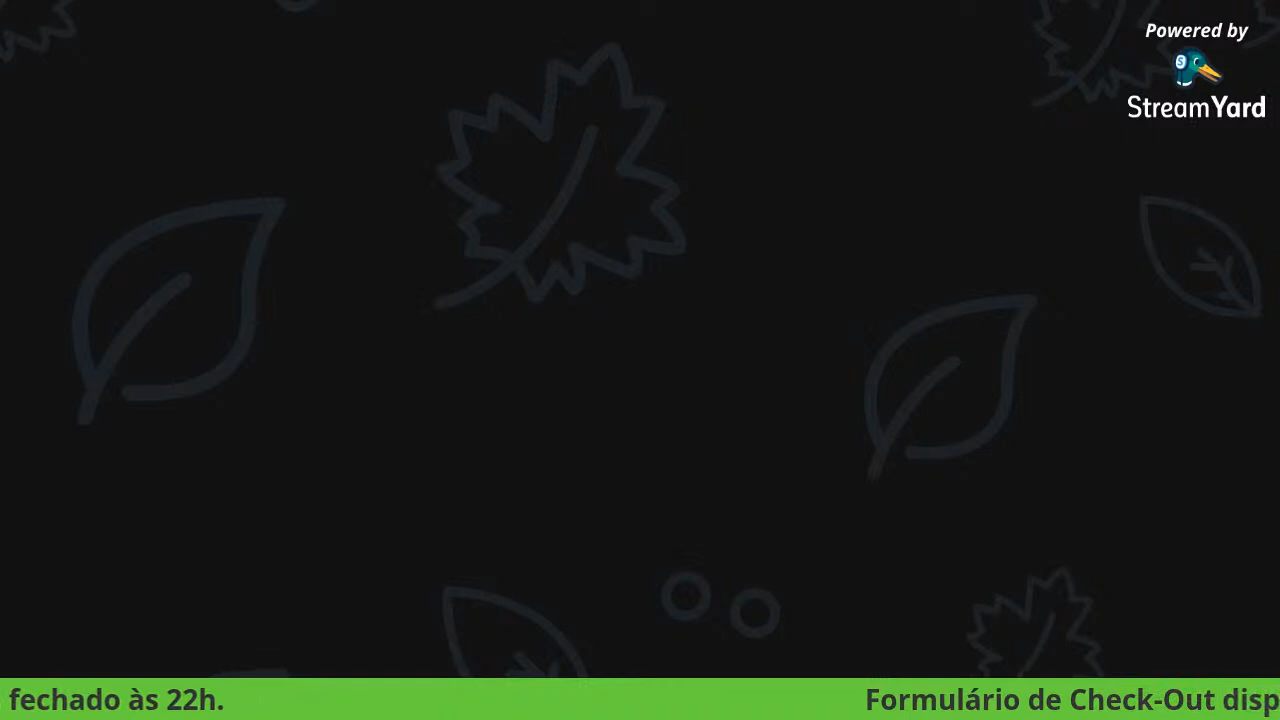 Powered by
StreamYard
fechado às 22h.
Formulário de Check-Out disp